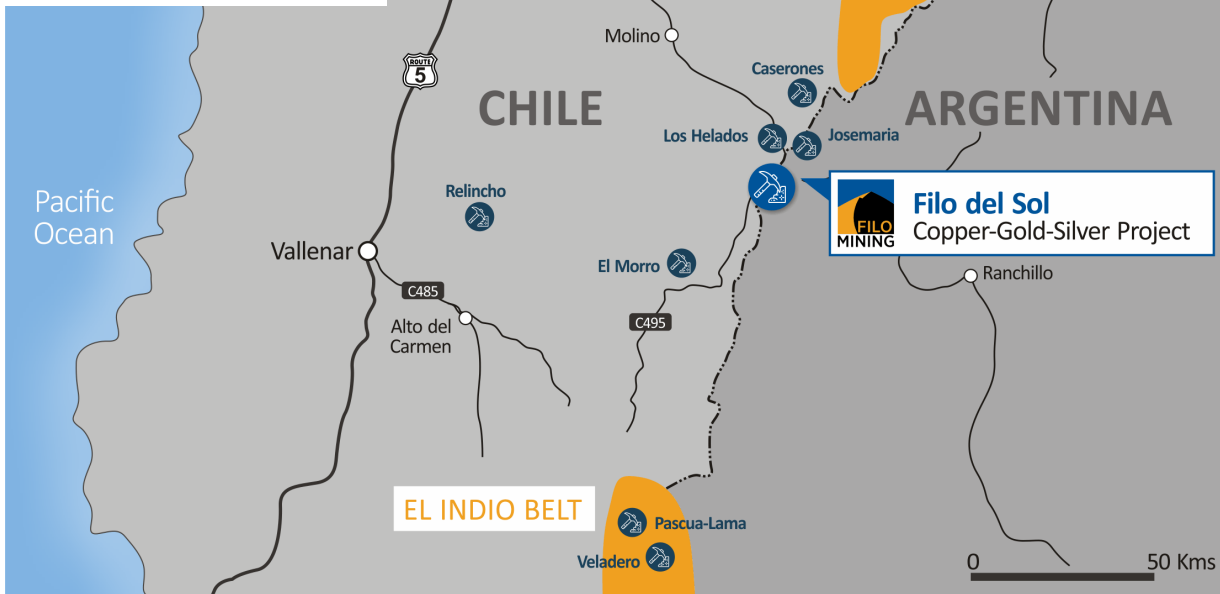 Molino
ROUTE
5
Caserones
CHILE
ARGENTINA
Los Helados
Josemaria
Relincho
Pacific
Ocean
FILO
MINING
Filo del Sol
Copper-Gold-Silver Project
Vallenar
El Morro
Ranchillo
C485
C495
Alto del
Carmen
EL INDIO BELT
Pascua-Lama
Veladero
0 50 Kms